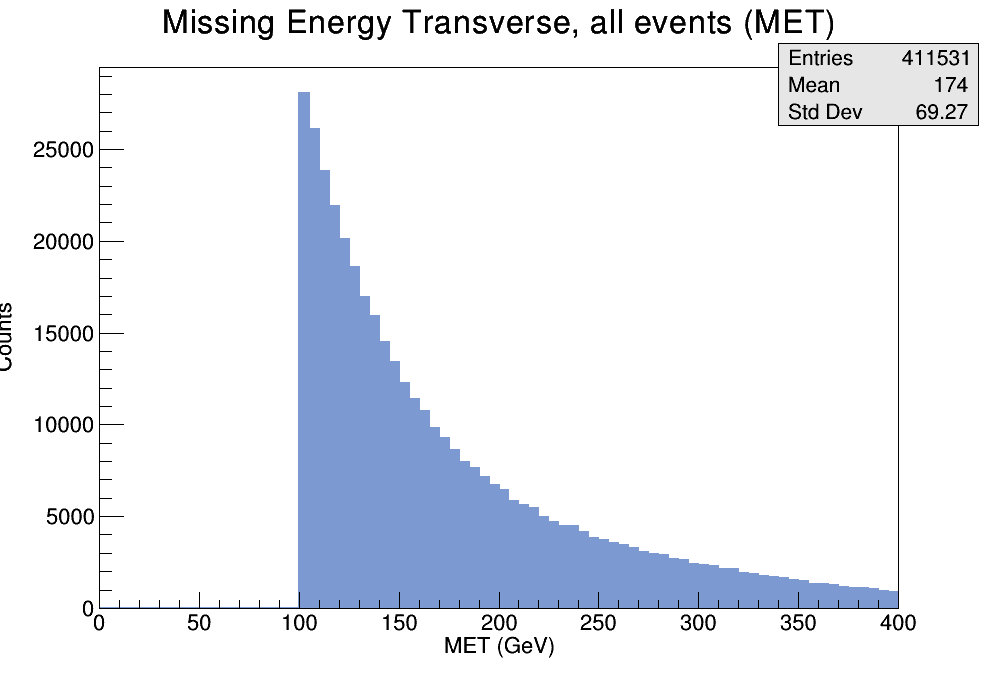 Missing Energy Transverse, all events (MET)
Entries 411531
Mean 174
Std Dev 69.27
25000
20000
15000
10000
5000
0
Counts
0 50 100 150 200 250 300 350 400
MET (GeV)